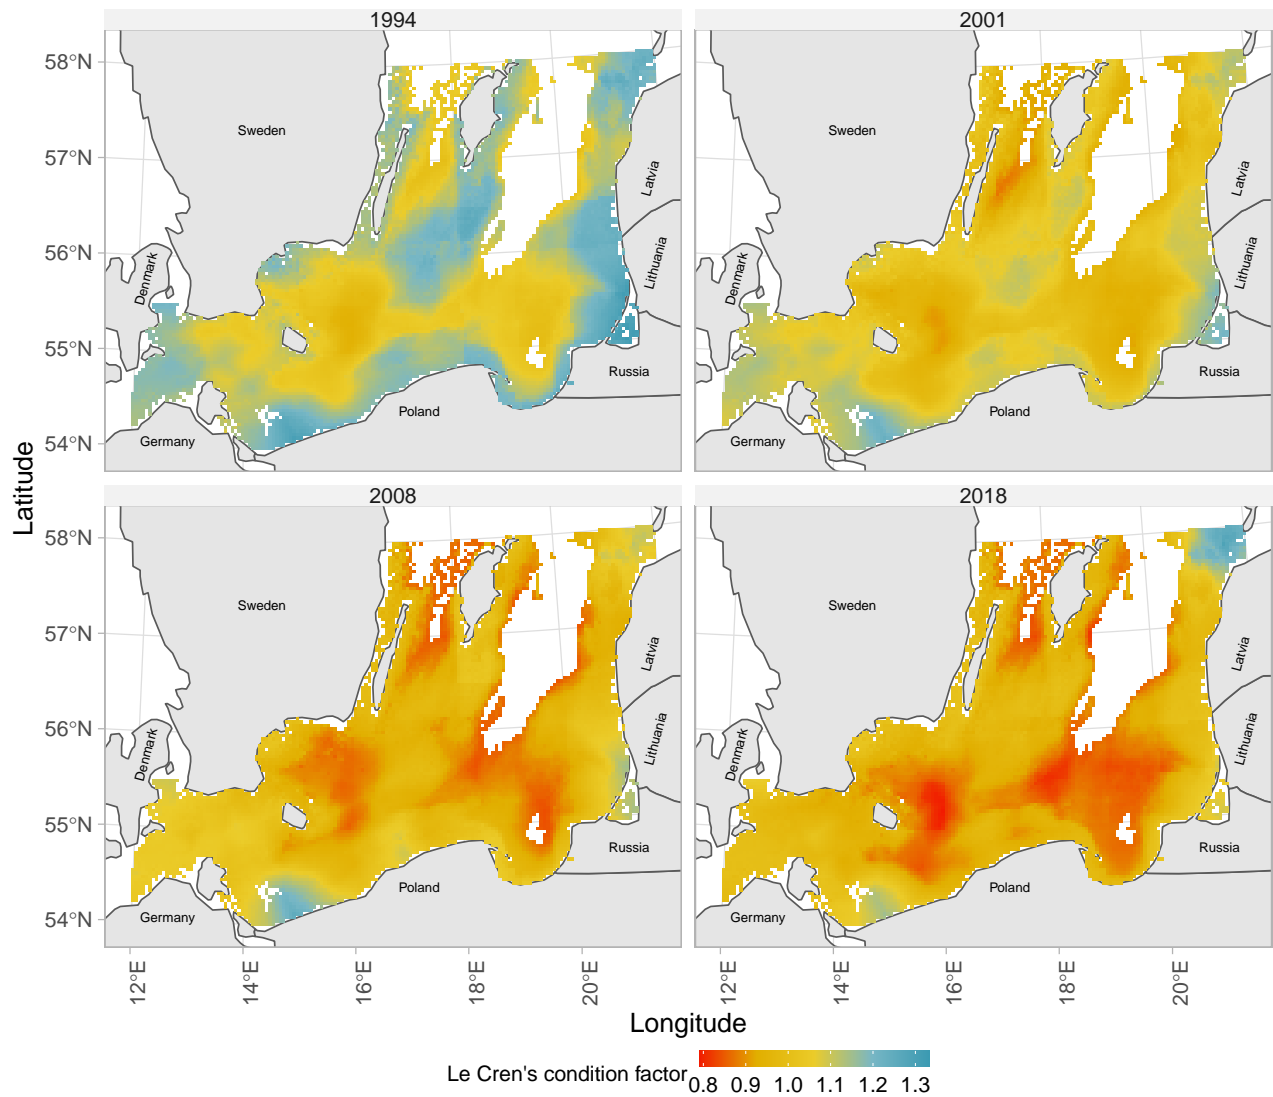 1994
2001
58°N
57°N
56°N
55°N
54°N
Sweden
Denmark
Germany
Poland
Russia
Lithuania
Latvia
Sweden
Denmark
Germany
Poland
Russia
Lithuania
Latvia
2008
2018
58°N
57°N
56°N
55°N
54°N
Sweden
Denmark
Germany
Poland
Russia
Lithuania
Latvia
Sweden
Denmark
Germany
Poland
Russia
Lithuania
Latvia
Latitude
12°E 14°E 16°E 18°E 20°E
12°E 14°E 16°E 18°E 20°E
Longitude
Le Cren's condition factor
0.8 0.9 1.0 1.1 1.2 1.3